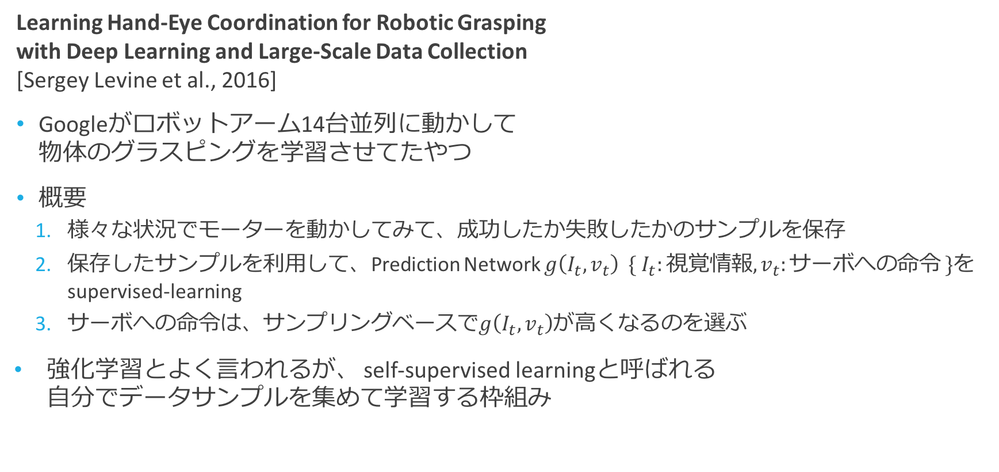 Learning Hand-Eye Coordination for Robotic Grasping
with Deep Learning and Large-Scale Data Collection
[Sergey Levine et al., 2016]
• Googleがロボットアーム14台並列に動かして
物体のグラスピングを学習させてたやつ
• 概要
1. 様々な状況でモーターを動かしてみて、成功したか失敗したかのサンプルを保存
2. 保存したサンプルを利用して、Prediction Network g(I_t, v_t) { I_t: 視覚情報, v_t: サーボへの命令 }を
supervised-learning
3. サーボへの命令は、サンプリングベースでg(I_t, v_t)が高くなるのを選ぶ
• 強化学習とよく言われるが、 self-supervised learningと呼ばれる
自分でデータサンプルを集めて学習する枠組み